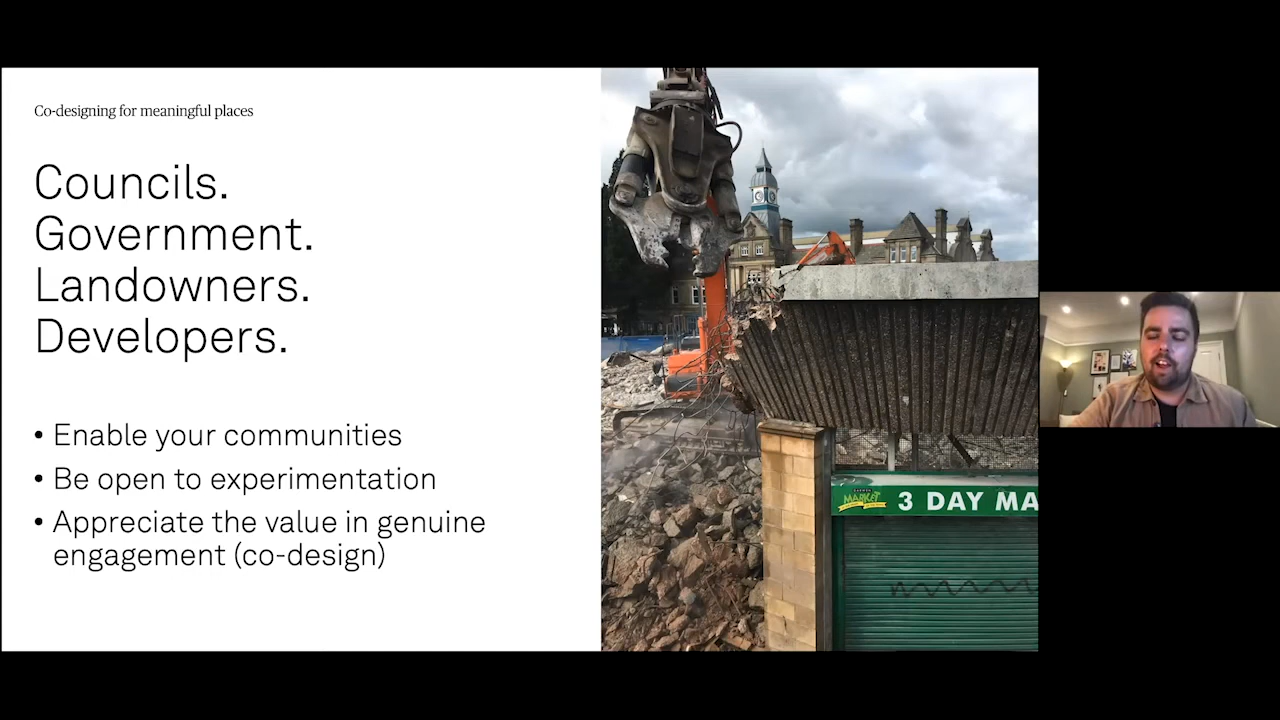 Co-designing for meaningful places
Councils.
Government.
Landowners.
Developers.
• Enable your communities
• Be open to experimentation
• Appreciate the value in genuine
engagement (co-design)
MARKET
3 DAY MA